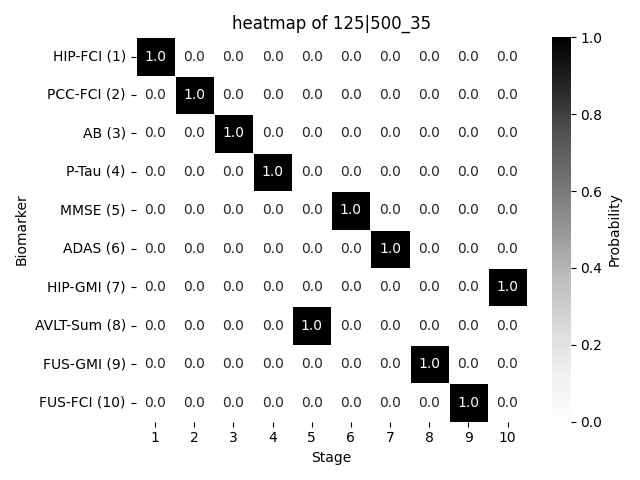 heatmap of 125|500_35
HIP-FCI (1) 1.0 0.0 0.0 0.0 0.0 0.0 0.0 0.0 0.0 0.0
PCC-FCI (2) 0.0 1.0 0.0 0.0 0.0 0.0 0.0 0.0 0.0 0.0
AB (3) 0.0 0.0 1.0 0.0 0.0 0.0 0.0 0.0 0.0 0.0
P-Tau (4) 0.0 0.0 0.0 1.0 0.0 0.0 0.0 0.0 0.0 0.0
MMSE (5) 0.0 0.0 0.0 0.0 0.0 1.0 0.0 0.0 0.0 0.0
ADAS (6) 0.0 0.0 0.0 0.0 0.0 0.0 1.0 0.0 0.0 0.0
HIP-GMI (7) 0.0 0.0 0.0 0.0 0.0 0.0 0.0 0.0 0.0 1.0
AVLT-Sum (8) 0.0 0.0 0.0 0.0 1.0 0.0 0.0 0.0 0.0 0.0
FUS-GMI (9) 0.0 0.0 0.0 0.0 0.0 0.0 0.0 1.0 0.0 0.0
FUS-FCI (10) 0.0 0.0 0.0 0.0 0.0 0.0 0.0 0.0 1.0 0.0
1 2 3 4 5 6 7 8 9 10
Stage
Biomarker
1.0
0.8
0.6
0.4
0.2
0.0
Probability